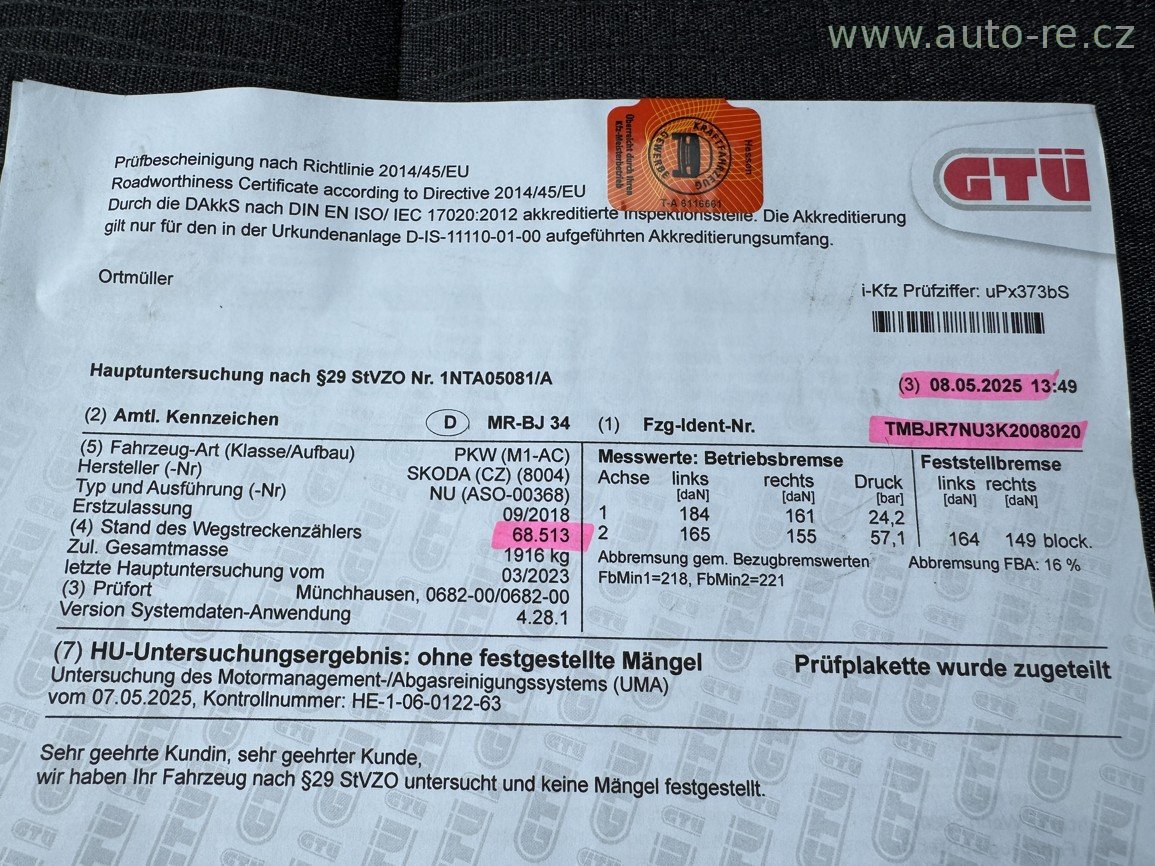 www.auto-re.cz
Überreicht durch Ihren
Kfz-Meisterbetrieb
KRAFTFAHRZEUG
GEWERBE
Hessen
T-A 6116661
GTÜ
Prüfbescheinigung nach Richtlinie 2014/45/EU
Roadworthiness Certificate according to Directive 2014/45/EU
Durch die DAkkS nach DIN EN ISO/ IEC 17020:2012 akkreditierte Inspektionsstelle. Die Akkreditierung
gilt nur für den in der Urkundenanlage D-IS-11110-01-00 aufgeführten Akkreditierungsumfang.
Ortmüller
i-Kfz Prüfziffer: uPx373bS
Hauptuntersuchung nach §29 StVZO Nr. 1NTA05081/A
(3) 08.05.2025 13:49
(2) Amtl. Kennzeichen D MR-BJ 34 (1) Fzg-Ident-Nr. TMBJR7NU3K2008020
(5) Fahrzeug-Art (Klasse/Aufbau) PKW (M1-AC)
Hersteller (-Nr) SKODA (CZ) (8004)
Typ und Ausführung (-Nr) NU (ASO-00368)
Erstzulassung 09/2018
(4) Stand des Wegstreckenzählers 68.513
Zul. Gesamtmasse 1916 kg
letzte Hauptuntersuchung vom 03/2023
(3) Prüfort Münchhausen, 0682-00/0682-00
Version Systemdaten-Anwendung 4.28.1
Messwerte: Betriebsbremse
Achse links rechts Druck
[daN] [daN] [bar]
1 184 161 24,2
2 165 155 57,1
Abbremsung gem. Bezugbremswerten
FbMin1=218, FbMin2=221
Feststellbremse
links rechts
[daN] [daN]
164 149 block.
Abbremsung FBA: 16 %
(7) HU-Untersuchungsergebnis: ohne festgestellte Mängel
Prüfplakette wurde zugeteilt
Untersuchung des Motormanagement-/Abgasreinigungssystems (UMA)
vom 07.05.2025, Kontrollnummer: HE-1-06-0122-63
Sehr geehrte Kundin, sehr geehrter Kunde,
wir haben Ihr Fahrzeug nach §29 StVZO untersucht und keine Mängel festgestellt.